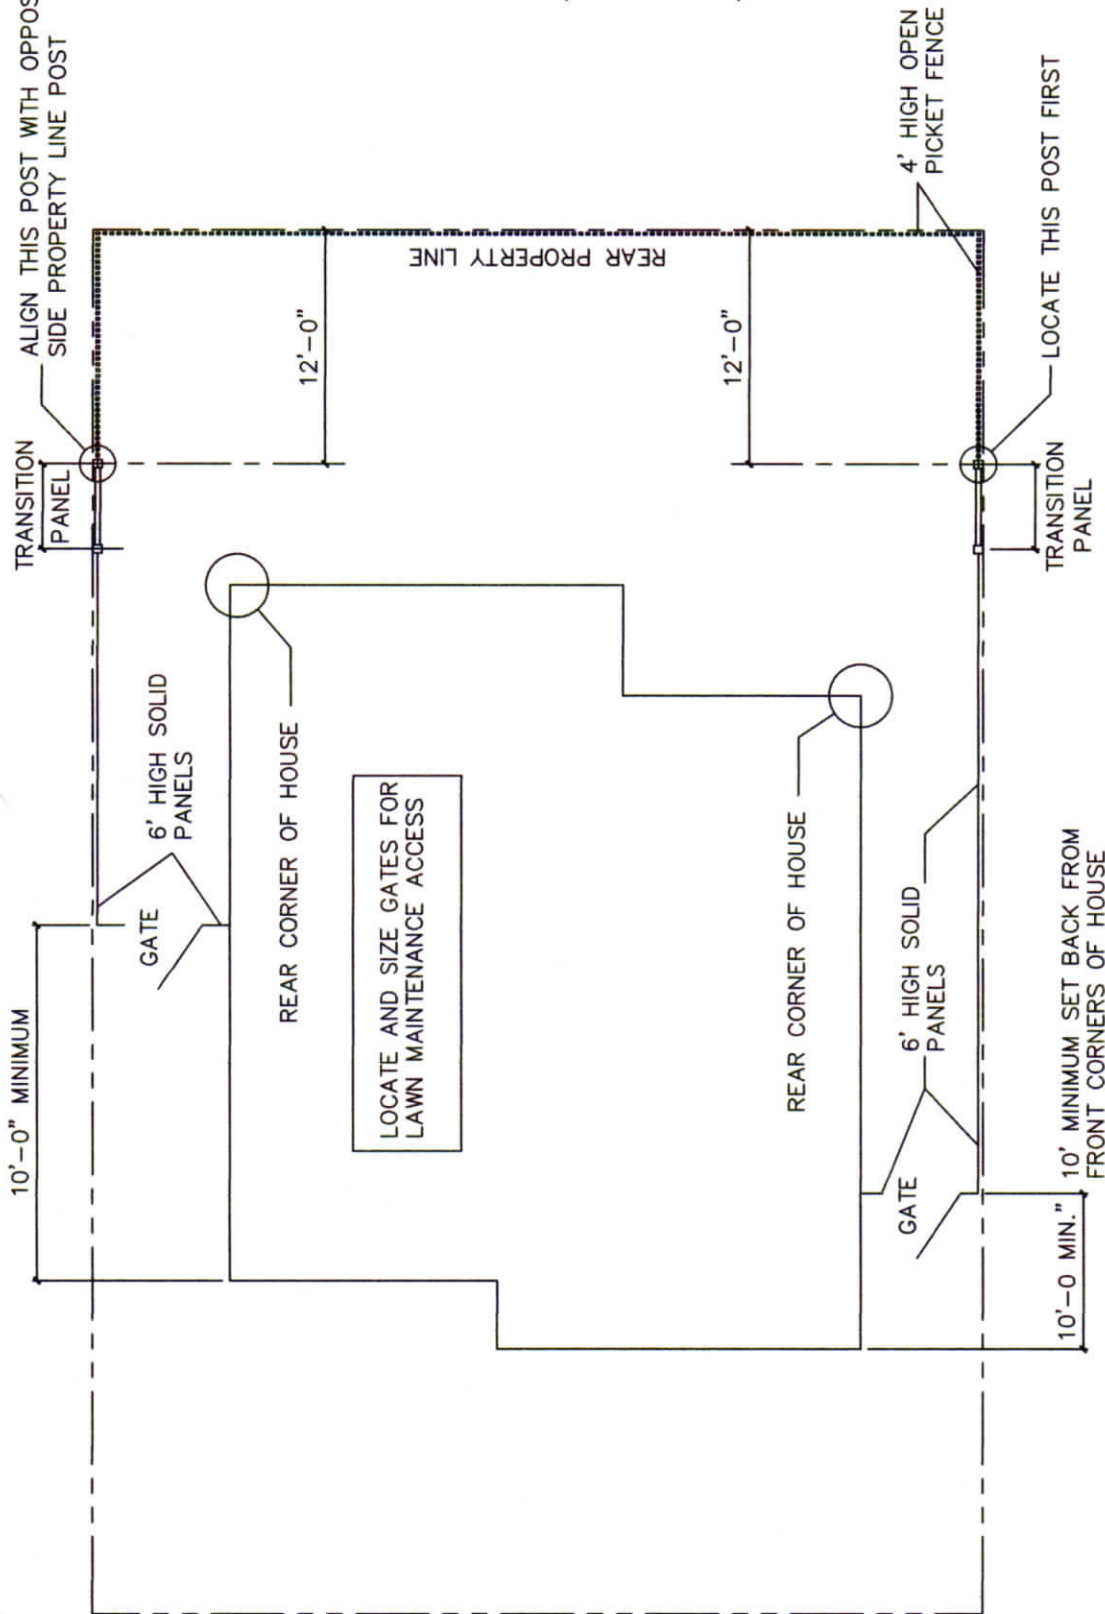 ALIGN THIS POST WITH OPPOS
SIDE PROPERTY LINE POST
TRANSITION
PANEL
10'-0" MINIMUM
6' HIGH SOLID
PANELS
GATE
REAR CORNER OF HOUSE
12'-0"
REAR PROPERTY LINE
LOCATE AND SIZE GATES FOR
LAWN MAINTENANCE ACCESS
12'-0"
REAR CORNER OF HOUSE
4' HIGH OPEN
PICKET FENCE
6' HIGH SOLID
PANELS
GATE
LOCATE THIS POST FIRST
TRANSITION
PANEL
10' MINIMUM SET BACK FROM
FRONT CORNERS OF HOUSE
10'-0 MIN."